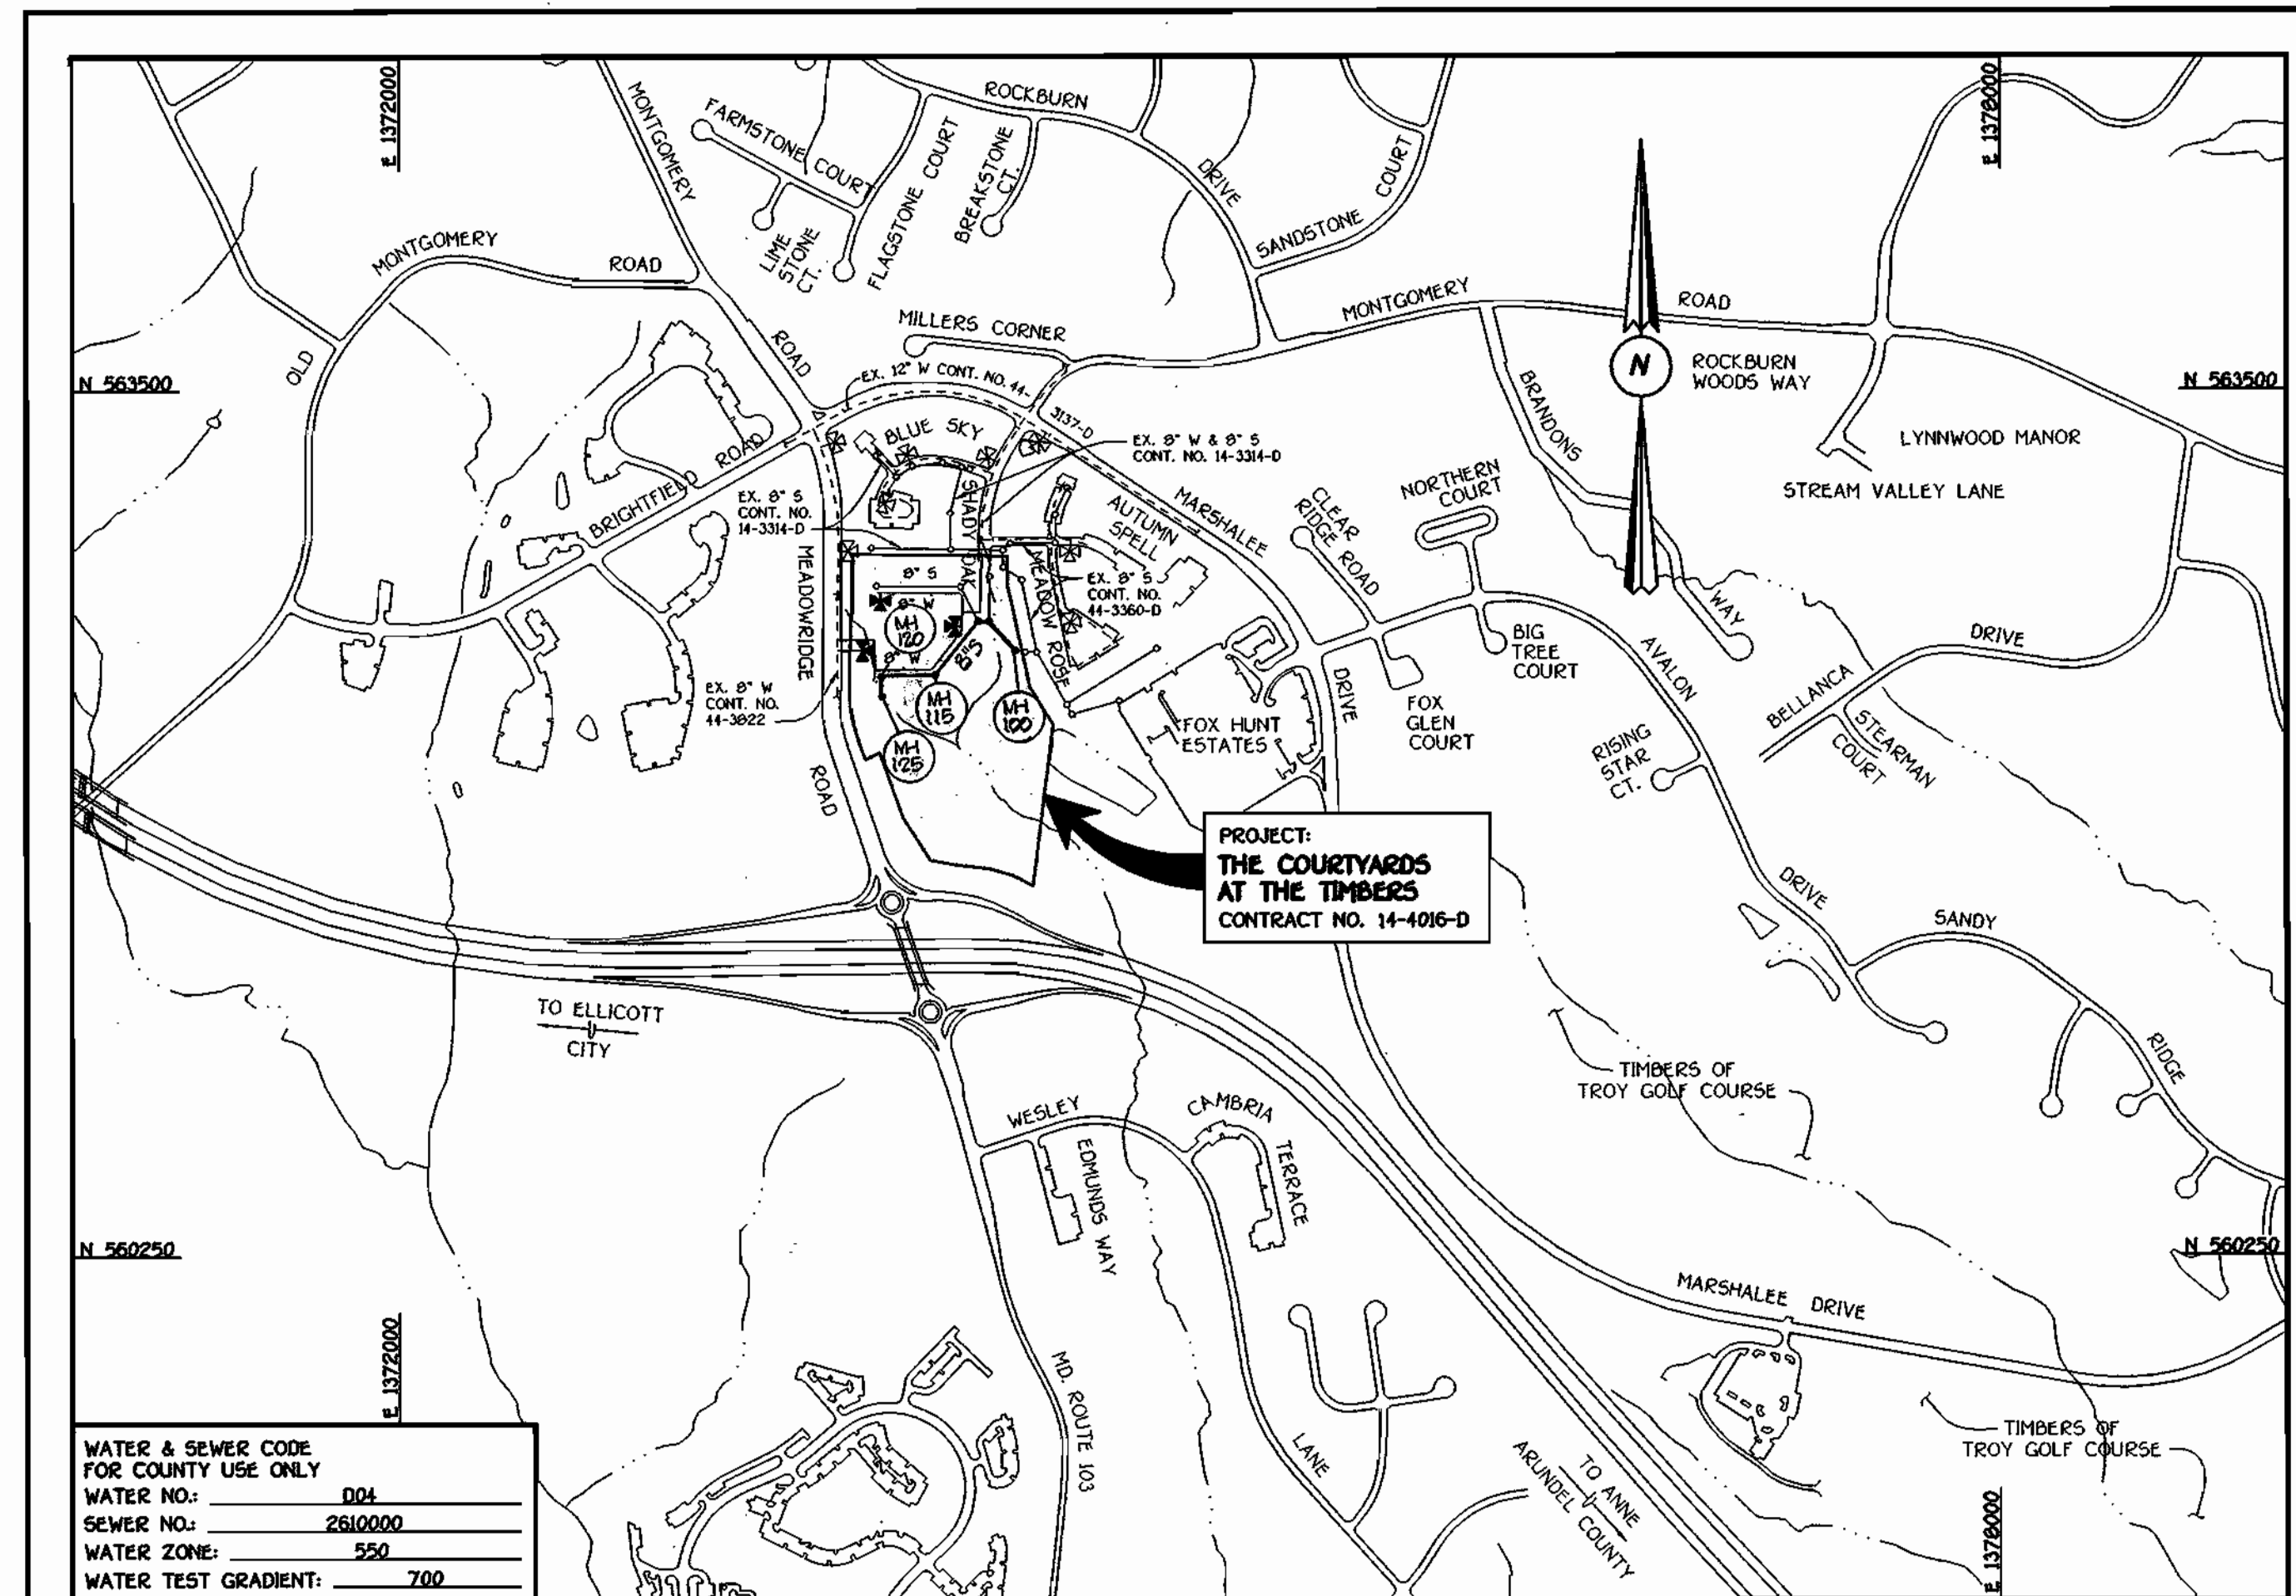 E 1372000
E 1378000
MONTGOMERY
FARMSTONE COURT
FLAGSTONE COURT
BREAKSTONE
CT.
ROCKBURN
DRIVE
SANDSTONE
COURT
LIME
STONE
CT.
MONTGOMERY
ROAD
OLD
ROAD
MILLERS CORNER
MONTGOMERY
ROAD
N
ROCKBURN
WOODS WAY
N 563500
N 563500
EX. 12" W CONT. NO. 44-
3137-D
BLUE SKY
EX. 8" W & 8" S
CONT. NO. 14-3314-D
BRANDONS
WAY
LYNNWOOD MANOR
STREAM VALLEY LANE
BRIGHTFIELD ROAD
EX. 8" S
CONT. NO.
14-3314-D
SHADY OAK
AUTUMN
SPELL
MARSHALEE
CLEAR
RIDGE ROAD
NORTHERN
COURT
MEADOWRIDGE
8" S
8" W
MH
120
8" W
8" S
MEADOW ROSE
EX. 8" S
CONT. NO.
44-3360-D
BIG
TREE
COURT
AVALON
BELLANCA
DRIVE
EX. 8" W
CONT. NO.
44-3822
MH
115
MH
100
MH
125
FOX HUNT
ESTATES
DRIVE
FOX
GLEN
COURT
RISING
STAR
CT.
STEARMAN
COURT
ROAD
PROJECT:
THE COURTYARDS
AT THE TIMBERS
CONTRACT NO. 14-4016-D
DRIVE
SANDY
RIDGE
TO ELLICOTT
CITY
TIMBERS OF
TROY GOLF COURSE
WESLEY
CAMBRIA
TERRACE
EDMUNDS WAY
N 560250
N 560250
MARSHALEE DRIVE
E 1372000
MD. ROUTE 103
LANE
TO ANNE
ARUNDEL COUNTY
TIMBERS OF
TROY GOLF COURSE
E 1378000
WATER & SEWER CODE
FOR COUNTY USE ONLY
WATER NO.: D04
SEWER NO.: 2610000
WATER ZONE: 550
WATER TEST GRADIENT: 700